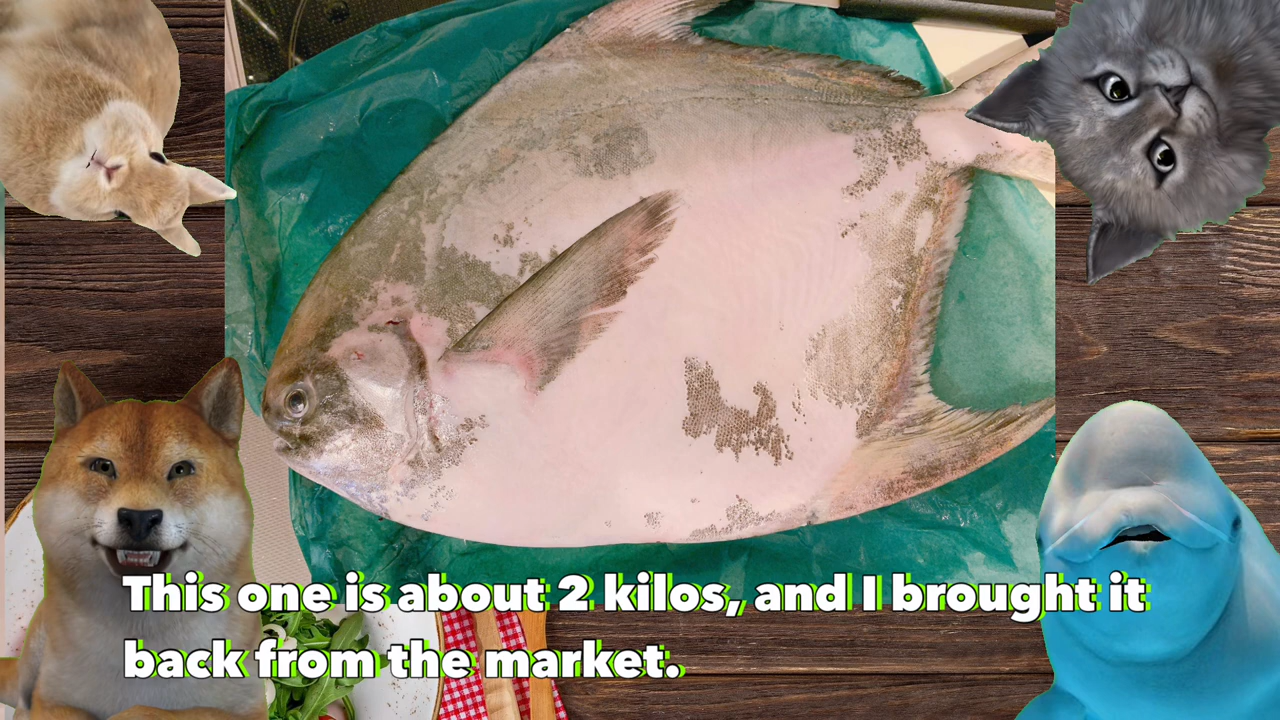 This one is about 2 kilos, and I brought it
back from the market.